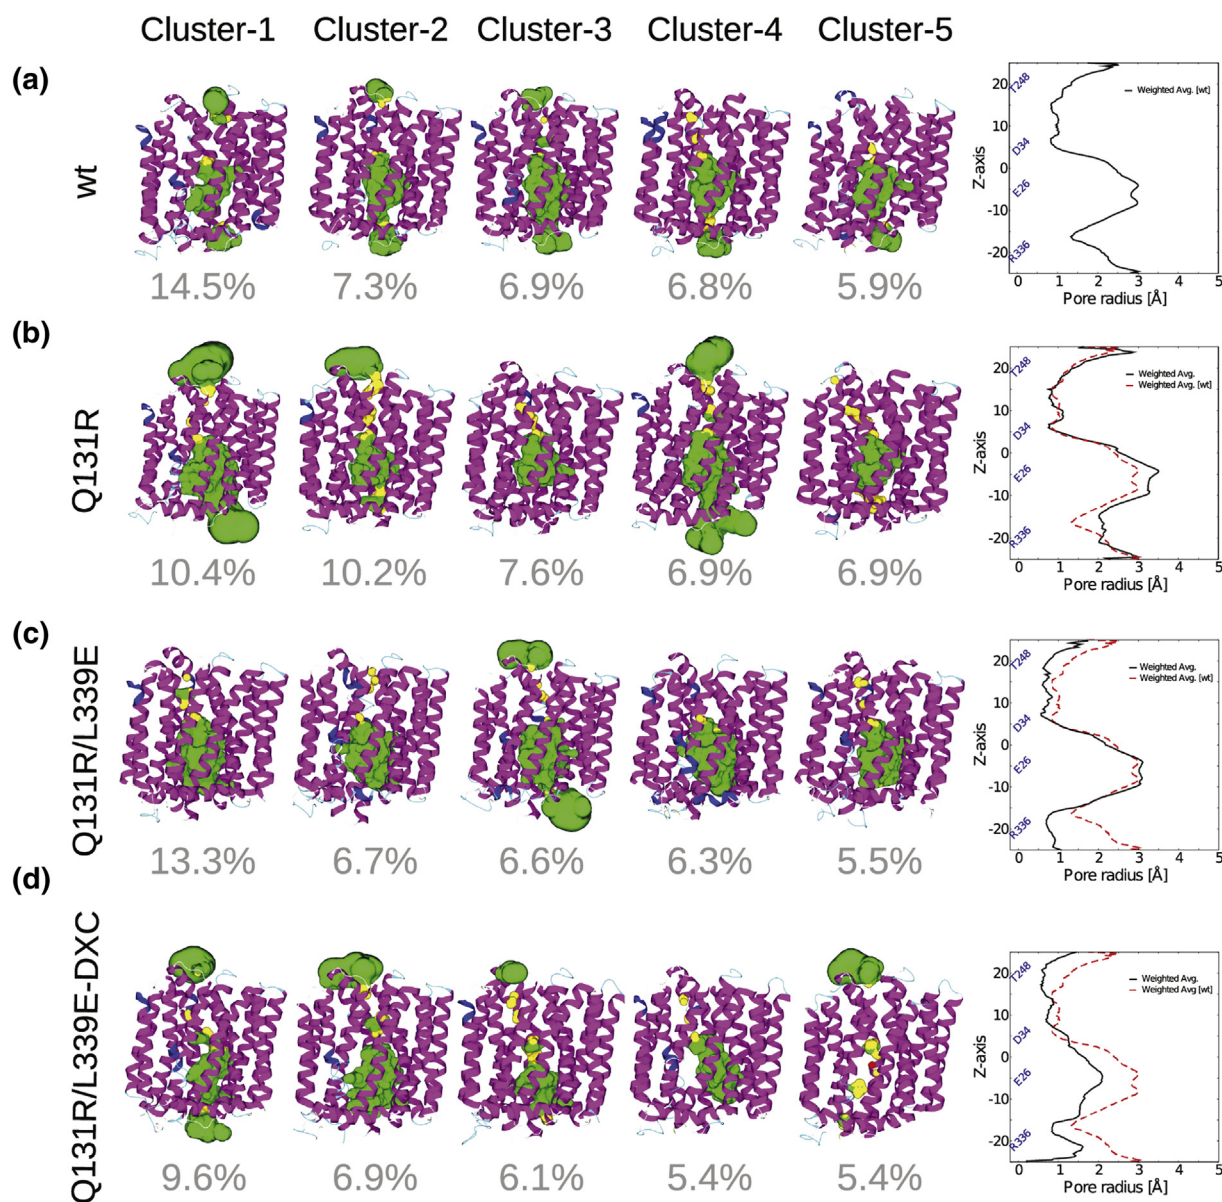 Cluster-1 Cluster-2 Cluster-3 Cluster-4 Cluster-5
(a)
wt
14.5% 7.3% 6.9% 6.8% 5.9%
Weighted Avg. [wt]
Z-axis
20
10
0
-10
-20
T248
D34
E26
R336
0 1 2 3 4 5
Pore radius [Å]
(b)
Q131R
10.4% 10.2% 7.6% 6.9% 6.9%
Weighted Avg.
Weighted Avg. [wt]
Z-axis
20
10
0
-10
-20
T248
D34
E26
R336
0 1 2 3 4 5
Pore radius [Å]
(c)
Q131R/L339E
13.3% 6.7% 6.6% 6.3% 5.5%
Weighted Avg.
Weighted Avg. [wt]
Z-axis
20
10
0
-10
-20
T248
D34
E26
R336
0 1 2 3 4 5
Pore radius [Å]
(d)
Q131R/L339E-DXC
9.6% 6.9% 6.1% 5.4% 5.4%
Weighted Avg.
Weighted Avg. [wt]
Z-axis
20
10
0
-10
-20
T248
D34
E26
R336
0 1 2 3 4 5
Pore radius [Å]